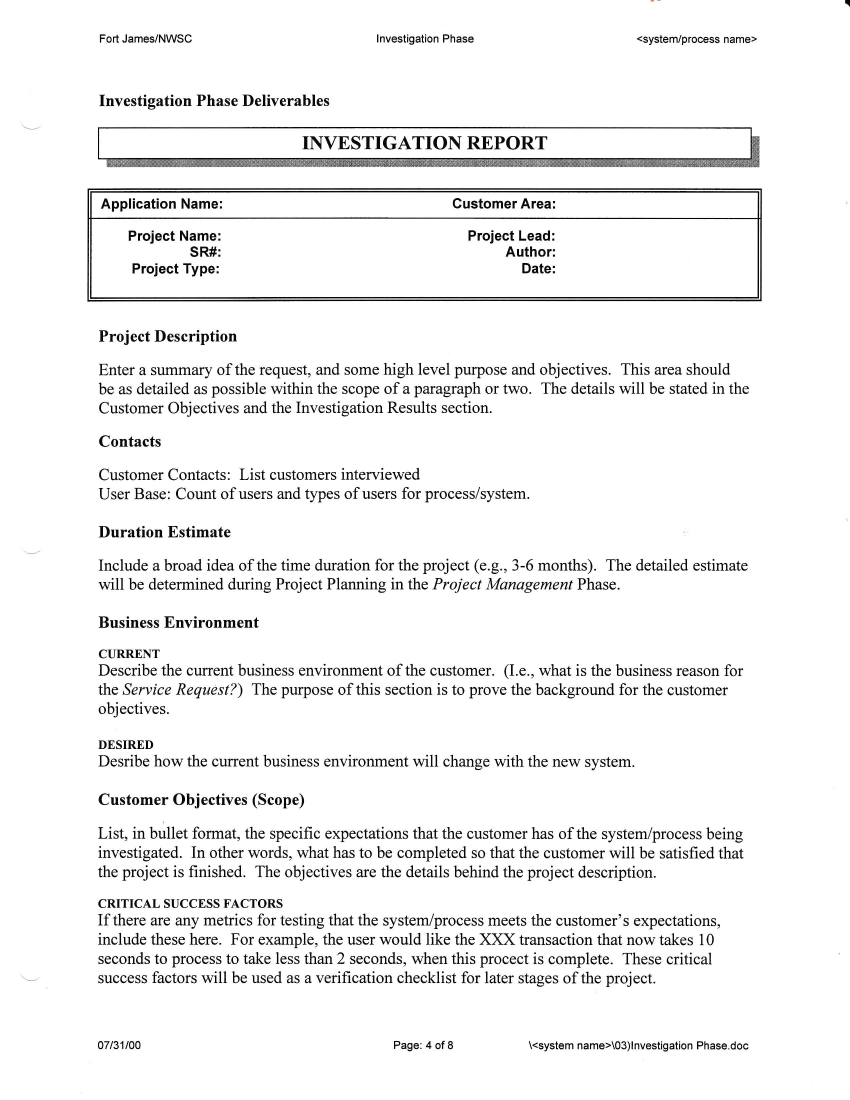 Fort James/NWSC Investigation Phase <system/process name>
Investigation Phase Deliverables
INVESTIGATION REPORT
Application Name: Customer Area:
Project Name: Project Lead:
SR#: Author:
Project Type: Date:
Project Description
Enter a summary of the request, and some high level purpose and objectives.  This area should
be as detailed as possible within the scope of a paragraph or two.  The details will be stated in the
Customer Objectives and the Investigation Results section.
Contacts
Customer Contacts:  List customers interviewed
User Base: Count of users and types of users for process/system.
Duration Estimate
Include a broad idea of the time duration for the project (e.g., 3-6 months).  The detailed estimate
will be determined during Project Planning in the Project Management Phase.
Business Environment
CURRENT
Describe the current business environment of the customer.  (I.e., what is the business reason for
the Service Request?)  The purpose of this section is to prove the background for the customer
objectives.
DESIRED
Desribe how the current business environment will change with the new system.
Customer Objectives (Scope)
List, in bullet format, the specific expectations that the customer has of the system/process being
investigated.  In other words, what has to be completed so that the customer will be satisfied that
the project is finished.  The objectives are the details behind the project description.
CRITICAL SUCCESS FACTORS
If there are any metrics for testing that the system/process meets the customer's expectations,
include these here.  For example, the user would like the XXX transaction that now takes 10
seconds to process to take less than 2 seconds, when this procect is complete.  These critical
success factors will be used as a verification checklist for later stages of the project.
07/31/00 Page: 4 of 8 \<system name>\03)Investigation Phase.doc